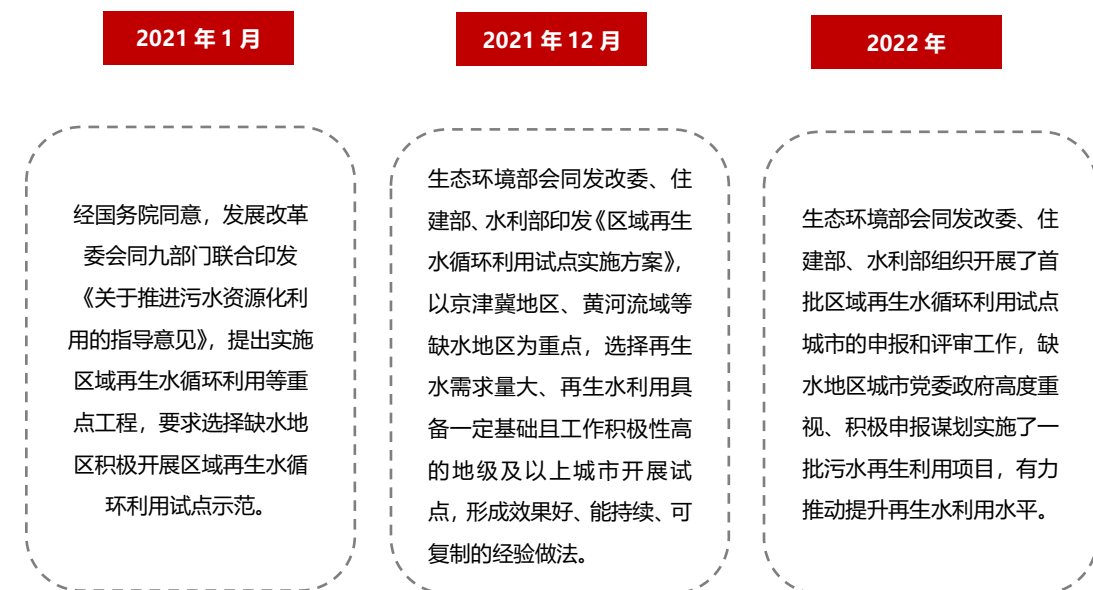 2021 年 1 月
经国务院同意，发展改革
委会同九部门联合印发
《关于推进污水资源化利
用的指导意见》，提出实施
区域再生水循环利用等重
点工程，要求选择缺水地
区积极开展区域再生水循
环利用试点示范。
2021 年 12 月
生态环境部会同发改委、住
建部、水利部印发《区域再生
水循环利用试点实施方案》，
以京津冀地区、黄河流域等
缺水地区为重点，选择再生
水需求量大、再生水利用具
备一定基础且工作积极性高
的地级及以上城市开展试
点，形成效果好、能持续、可
复制的经验做法。
2022 年
生态环境部会同发改委、住
建部、水利部组织开展了首
批区域再生水循环利用试点
城市的申报和评审工作，缺
水地区城市党委政府高度重
视、积极申报谋划实施了一
批污水再生利用项目，有力
推动提升再生水利用水平。